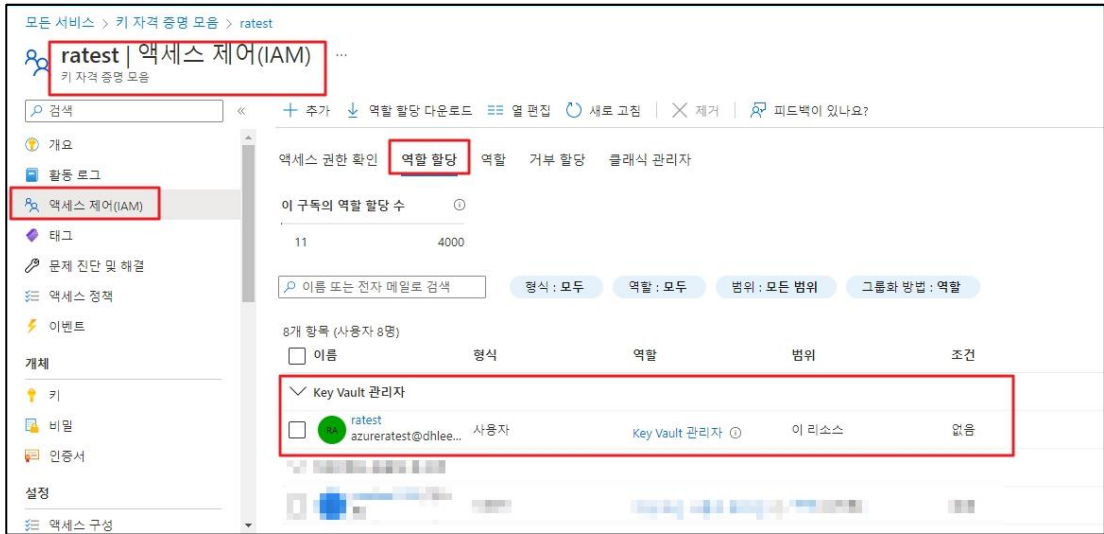 모든 서비스 > 키 자격 증명 모음 > ratest
ratest | 액세스 제어(IAM) ...
키 자격 증명 모음
검색 «
+ 추가 ↓ 역할 할당 다운로드 열 편집 새로 고침 | × 제거 | 피드백이 있나요?
개요
활동 로그
액세스 제어(IAM)
태그
문제 진단 및 해결
액세스 정책
이벤트
개체
키
비밀
인증서
설정
액세스 구성
액세스 권한 확인 역할 할당 역할 거부 할당 클래식 관리자
이 구독의 역할 할당 수
11 4000
이름 또는 전자 메일로 검색 형식 : 모두 역할 : 모두 범위 : 모든 범위 그룹화 방법 : 역할
8개 항목 (사용자 8명)
이름 형식 역할 범위 조건
Key Vault 관리자
RA ratest 사용자 Key Vault 관리자 이 리소스 없음
azureratest@dhlee...